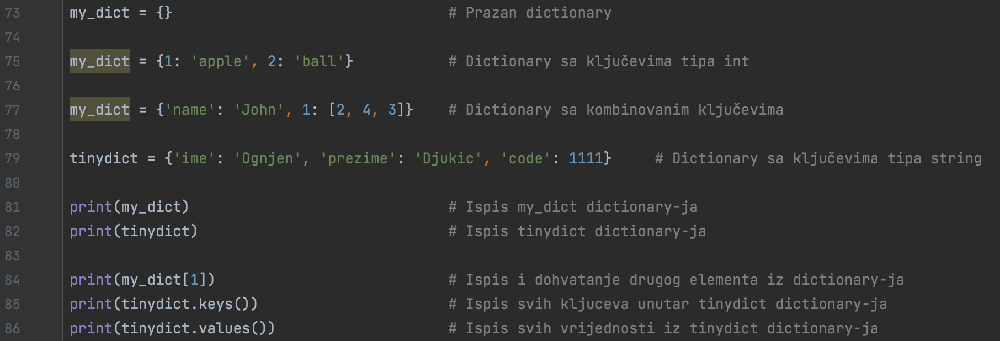 73 my_dict = {} # Prazan dictionary
74
75 my_dict = {1: 'apple', 2: 'ball'} # Dictionary sa ključevima tipa int
76
77 my_dict = {'name': 'John', 1: [2, 4, 3]} # Dictionary sa kombinovanim ključevima
78
79 tinydict = {'ime': 'Ognjen', 'prezime': 'Djukic', 'code': 1111} # Dictionary sa ključevima tipa string
80
81 print(my_dict) # Ispis my_dict dictionary-ja
82 print(tinydict) # Ispis tinydict dictionary-ja
83
84 print(my_dict[1]) # Ispis i dohvatanje drugog elementa iz dictionary-ja
85 print(tinydict.keys()) # Ispis svih kljuceva unutar tinydict dictionary-ja
86 print(tinydict.values()) # Ispis svih vrijednosti iz tinydict dictionary-ja